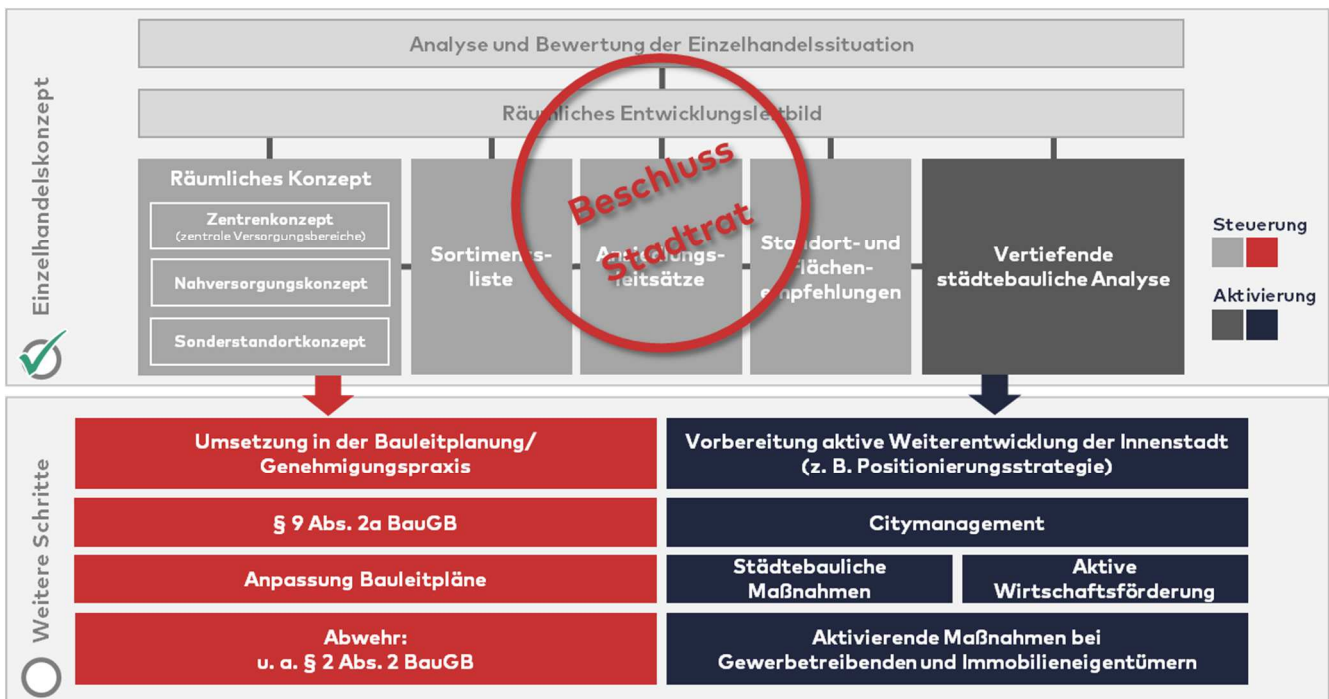 Einzelhandelskonzept
Analyse und Bewertung der Einzelhandelssituation
Räumliches Entwicklungsleitbild
Räumliches Konzept
Zentrenkonzept
(zentrale Versorgungsbereiche)
Nahversorgungskonzept
Sonderstandortkonzept
Sortiments-
liste
Ansiedlungs-
leitsätze
Standort- und
Flächen-
empfehlungen
Vertiefende
städtebauliche Analyse
Beschluss
Stadtrat
Steuerung
Aktivierung
Weitere Schritte
Umsetzung in der Bauleitplanung/
Genehmigungspraxis
§ 9 Abs. 2a BauGB
Anpassung Bauleitpläne
Abwehr:
u. a. § 2 Abs. 2 BauGB
Vorbereitung aktive Weiterentwicklung der Innenstadt
(z. B. Positionierungsstrategie)
Citymanagement
Städtebauliche
Maßnahmen
Aktive
Wirtschaftsförderung
Aktivierende Maßnahmen bei
Gewerbetreibenden und Immobilieneigentümern